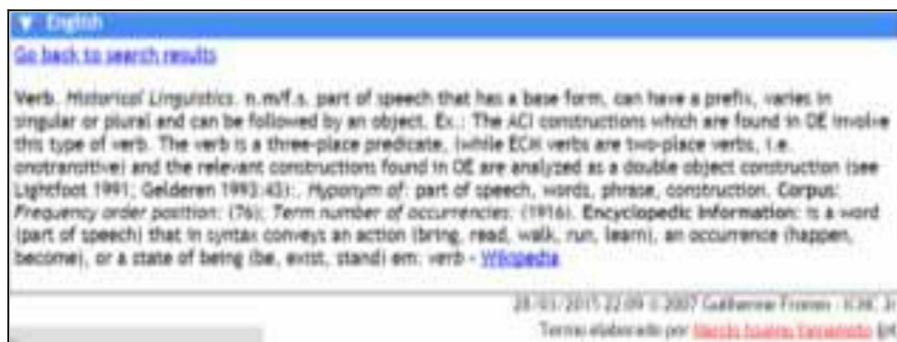 ▼ English
Go back to search results
Verb. Historical Linguistics. n.m/f.s. part of speech that has a base form, can have a prefix, varies in
singular or plural and can be followed by an object. Ex.: The ACI constructions which are found in OE involve
this type of verb. The verb is a three-place predicate, (while ECM verbs are two-place verbs, i.e.
onotransitive) and the relevant constructions found in OE are analyzed as a double object construction (see
Lightfoot 1991; Gelderen 1993:43):. Hyponym of: part of speech, words, phrase, construction. Corpus:
Frequency order position: (76); Term number of occurrencies: (1916). Encyclopedic Information: is a word
(part of speech) that in syntax conveys an action (bring, read, walk, run, learn), an occurrence (happen,
become), or a state of being (be, exist, stand) em: verb - Wikipedia
2015 22:09 © 2007 Guilherme Fromm
Termo elaborado por Marcio Yamamoto